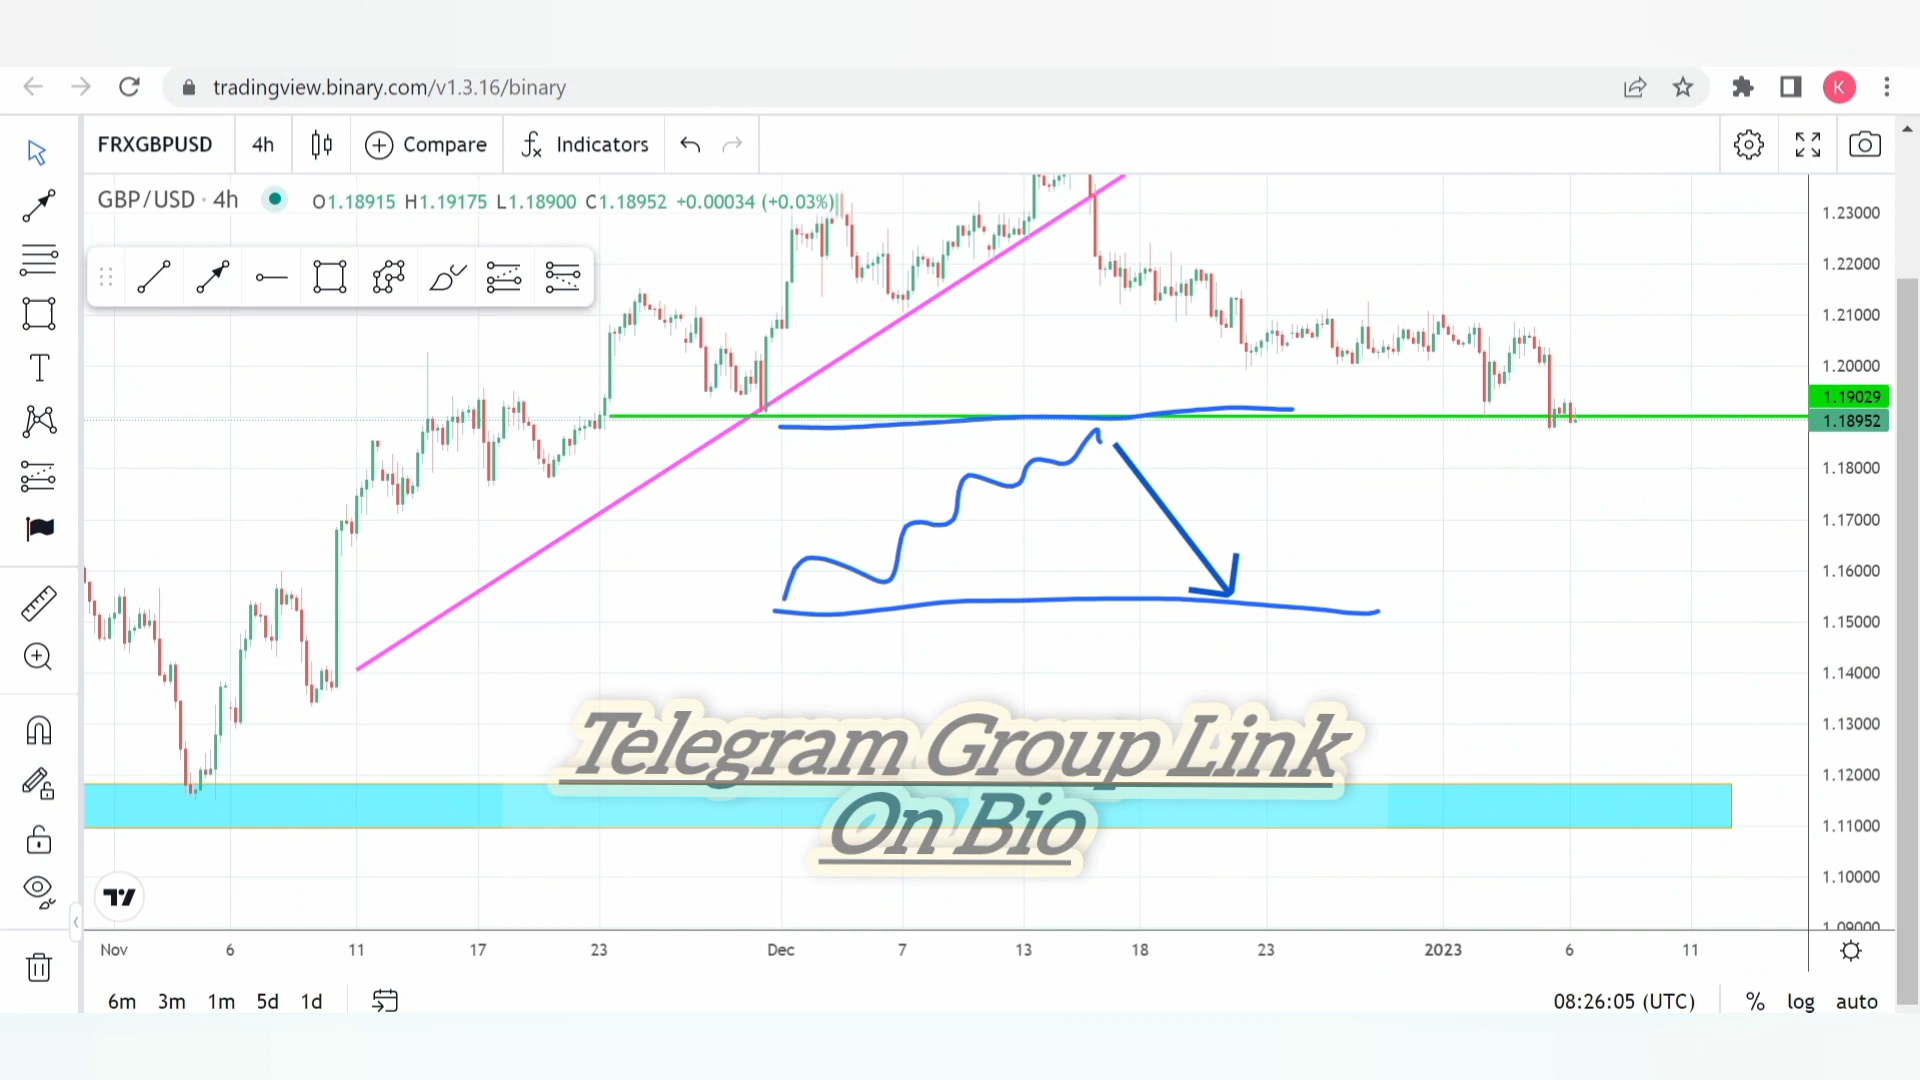 tradingview.binary.com/v1.3.16/binary
K
FRXGBPUSD 4h Compare fx Indicators
GBP/USD · 4h O1.18915 H1.19175 L1.18900 C1.18952 +0.00034 (+0.03%)
1.23000
1.22000
1.21000
1.20000
1.19029
1.18952
1.18000
1.17000
1.16000
1.15000
1.14000
1.13000
1.12000
1.11000
1.10000
1.09000
T
Telegram Group Link
On Bio
Nov 6 11 17 23 Dec 7 13 18 23 2023 6 11
6m 3m 1m 5d 1d 08:26:05 (UTC) % log auto